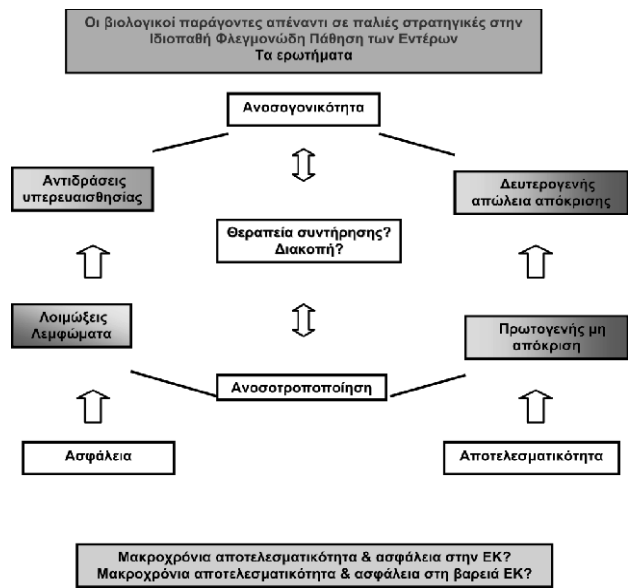 Οι βιολογικοί παράγοντες απέναντι σε παλιές στρατηγικές στην
Ιδιοπαθή Φλεγμονώδη Πάθηση των Εντέρων
Τα ερωτήματα
Ανοσογονικότητα
Αντιδράσεις
υπερευαισθησίας
Δευτερογενής
απώλεια απόκρισης
Θεραπεία συντήρησης?
Διακοπή?
Λοιμώξεις
Λεμφώματα
Πρωτογενής μη
απόκριση
Ανοσοτροποποίηση
Ασφάλεια
Αποτελεσματικότητα
Μακροχρόνια αποτελεσματικότητα & ασφάλεια στην ΕΚ?
Μακροχρόνια αποτελεσματικότητα & ασφάλεια στη βαρειά ΕΚ?